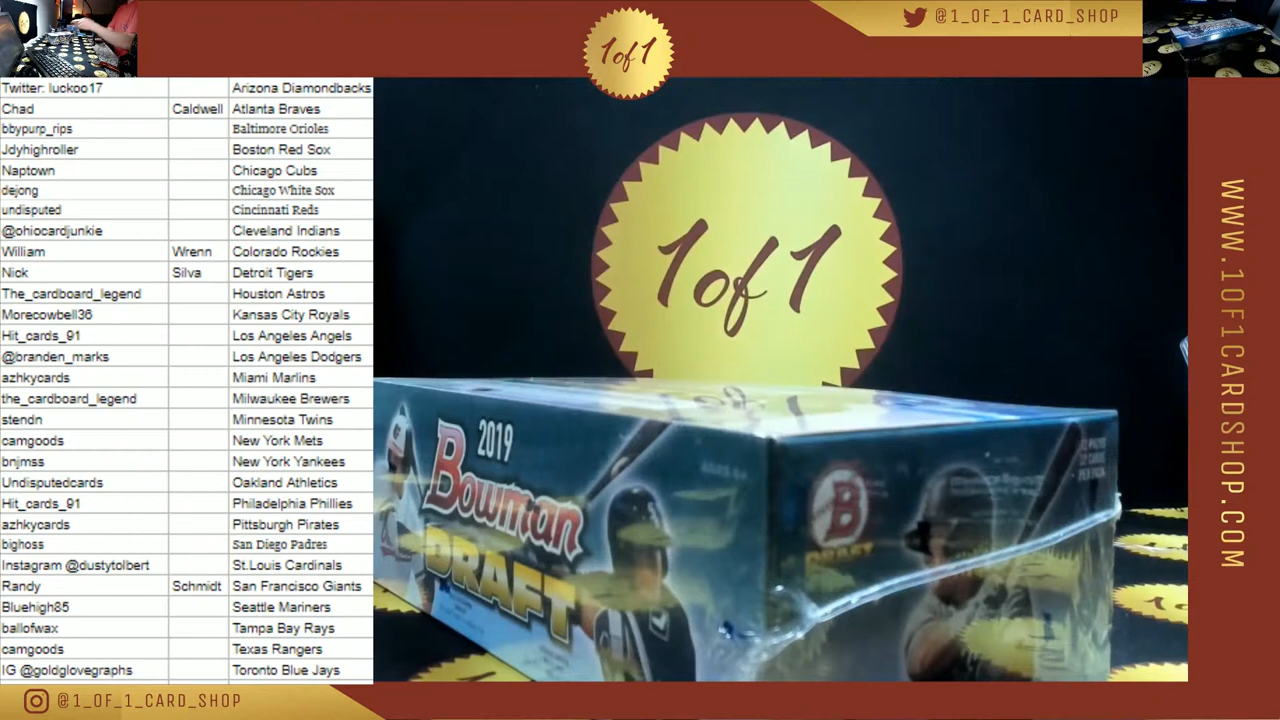 1of1
@1_OF_1_CARD_SHOP
Twitter: luckoo17 Arizona Diamondbacks
Chad Caldwell Atlanta Braves
bbypurp_rips Baltimore Orioles
Jdyhighroller Boston Red Sox
Naptown Chicago Cubs
dejong Chicago White Sox
undisputed Cincinnati Reds
@ohiocardjunkie Cleveland Indians
William Wrenn Colorado Rockies
Nick Silva Detroit Tigers
The_cardboard_legend Houston Astros
Morecowbell36 Kansas City Royals
Hit_cards_91 Los Angeles Angels
@branden_marks Los Angeles Dodgers
azhkycards Miami Marlins
the_cardboard_legend Milwaukee Brewers
stendn Minnesota Twins
camgoods New York Mets
bnjmss New York Yankees
Undisputedcards Oakland Athletics
Hit_cards_91 Philadelphia Phillies
azhkycards Pittsburgh Pirates
bighoss San Diego Padres
Instagram @dustytolbert St.Louis Cardinals
Randy Schmidt San Francisco Giants
Bluehigh85 Seattle Mariners
ballofwax Tampa Bay Rays
camgoods Texas Rangers
IG @goldglovegraphs Toronto Blue Jays
1of1
2019
Bowman
DRAFT
B
DRAFT
WWW.1OF1CARDSHOP.COM
@1_OF_1_CARD_SHOP